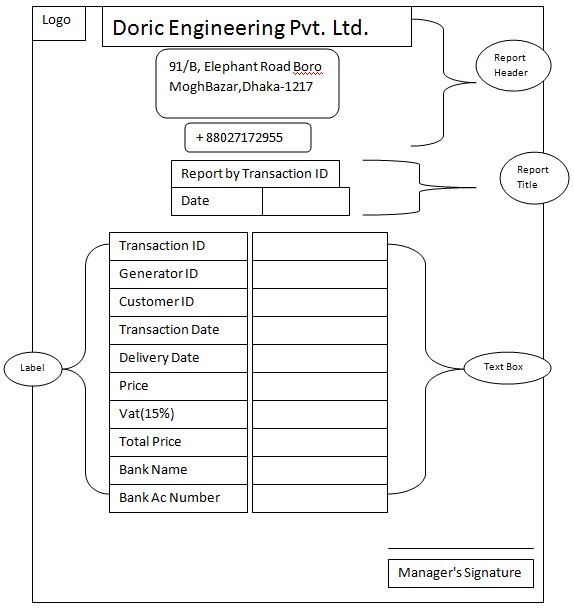 Logo
Doric Engineering Pvt. Ltd.
91/B, Elephant Road Boro
MoghBazar,Dhaka-1217
+ 88027172955
Report
Header
Report by Transaction ID
Date
Report
Title
Transaction ID
Generator ID
Customer ID
Transaction Date
Delivery Date
Price
Vat(15%)
Total Price
Bank Name
Bank Ac Number
Label
Text Box
Manager's Signature